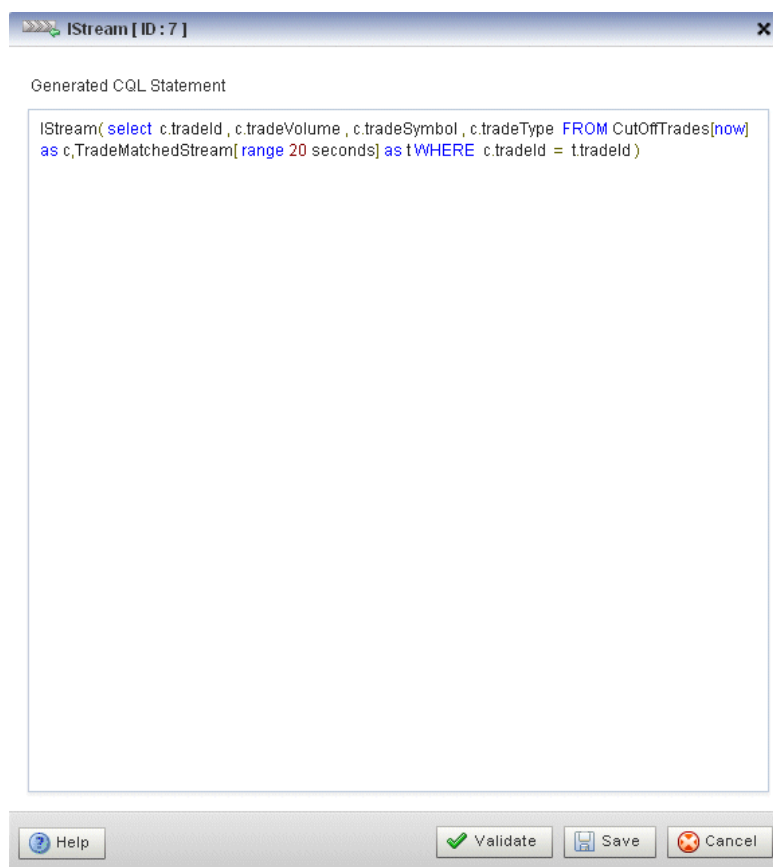 IStream [ ID : 7 ]
Generated CQL Statement
IStream( select c.tradeId , c.tradeVolume , c.tradeSymbol , c.tradeType FROM CutOffTrades[now]
as c,TradeMatchedStream[ range 20 seconds] as t WHERE c.tradeId = t.tradeId )
Help Validate Save Cancel